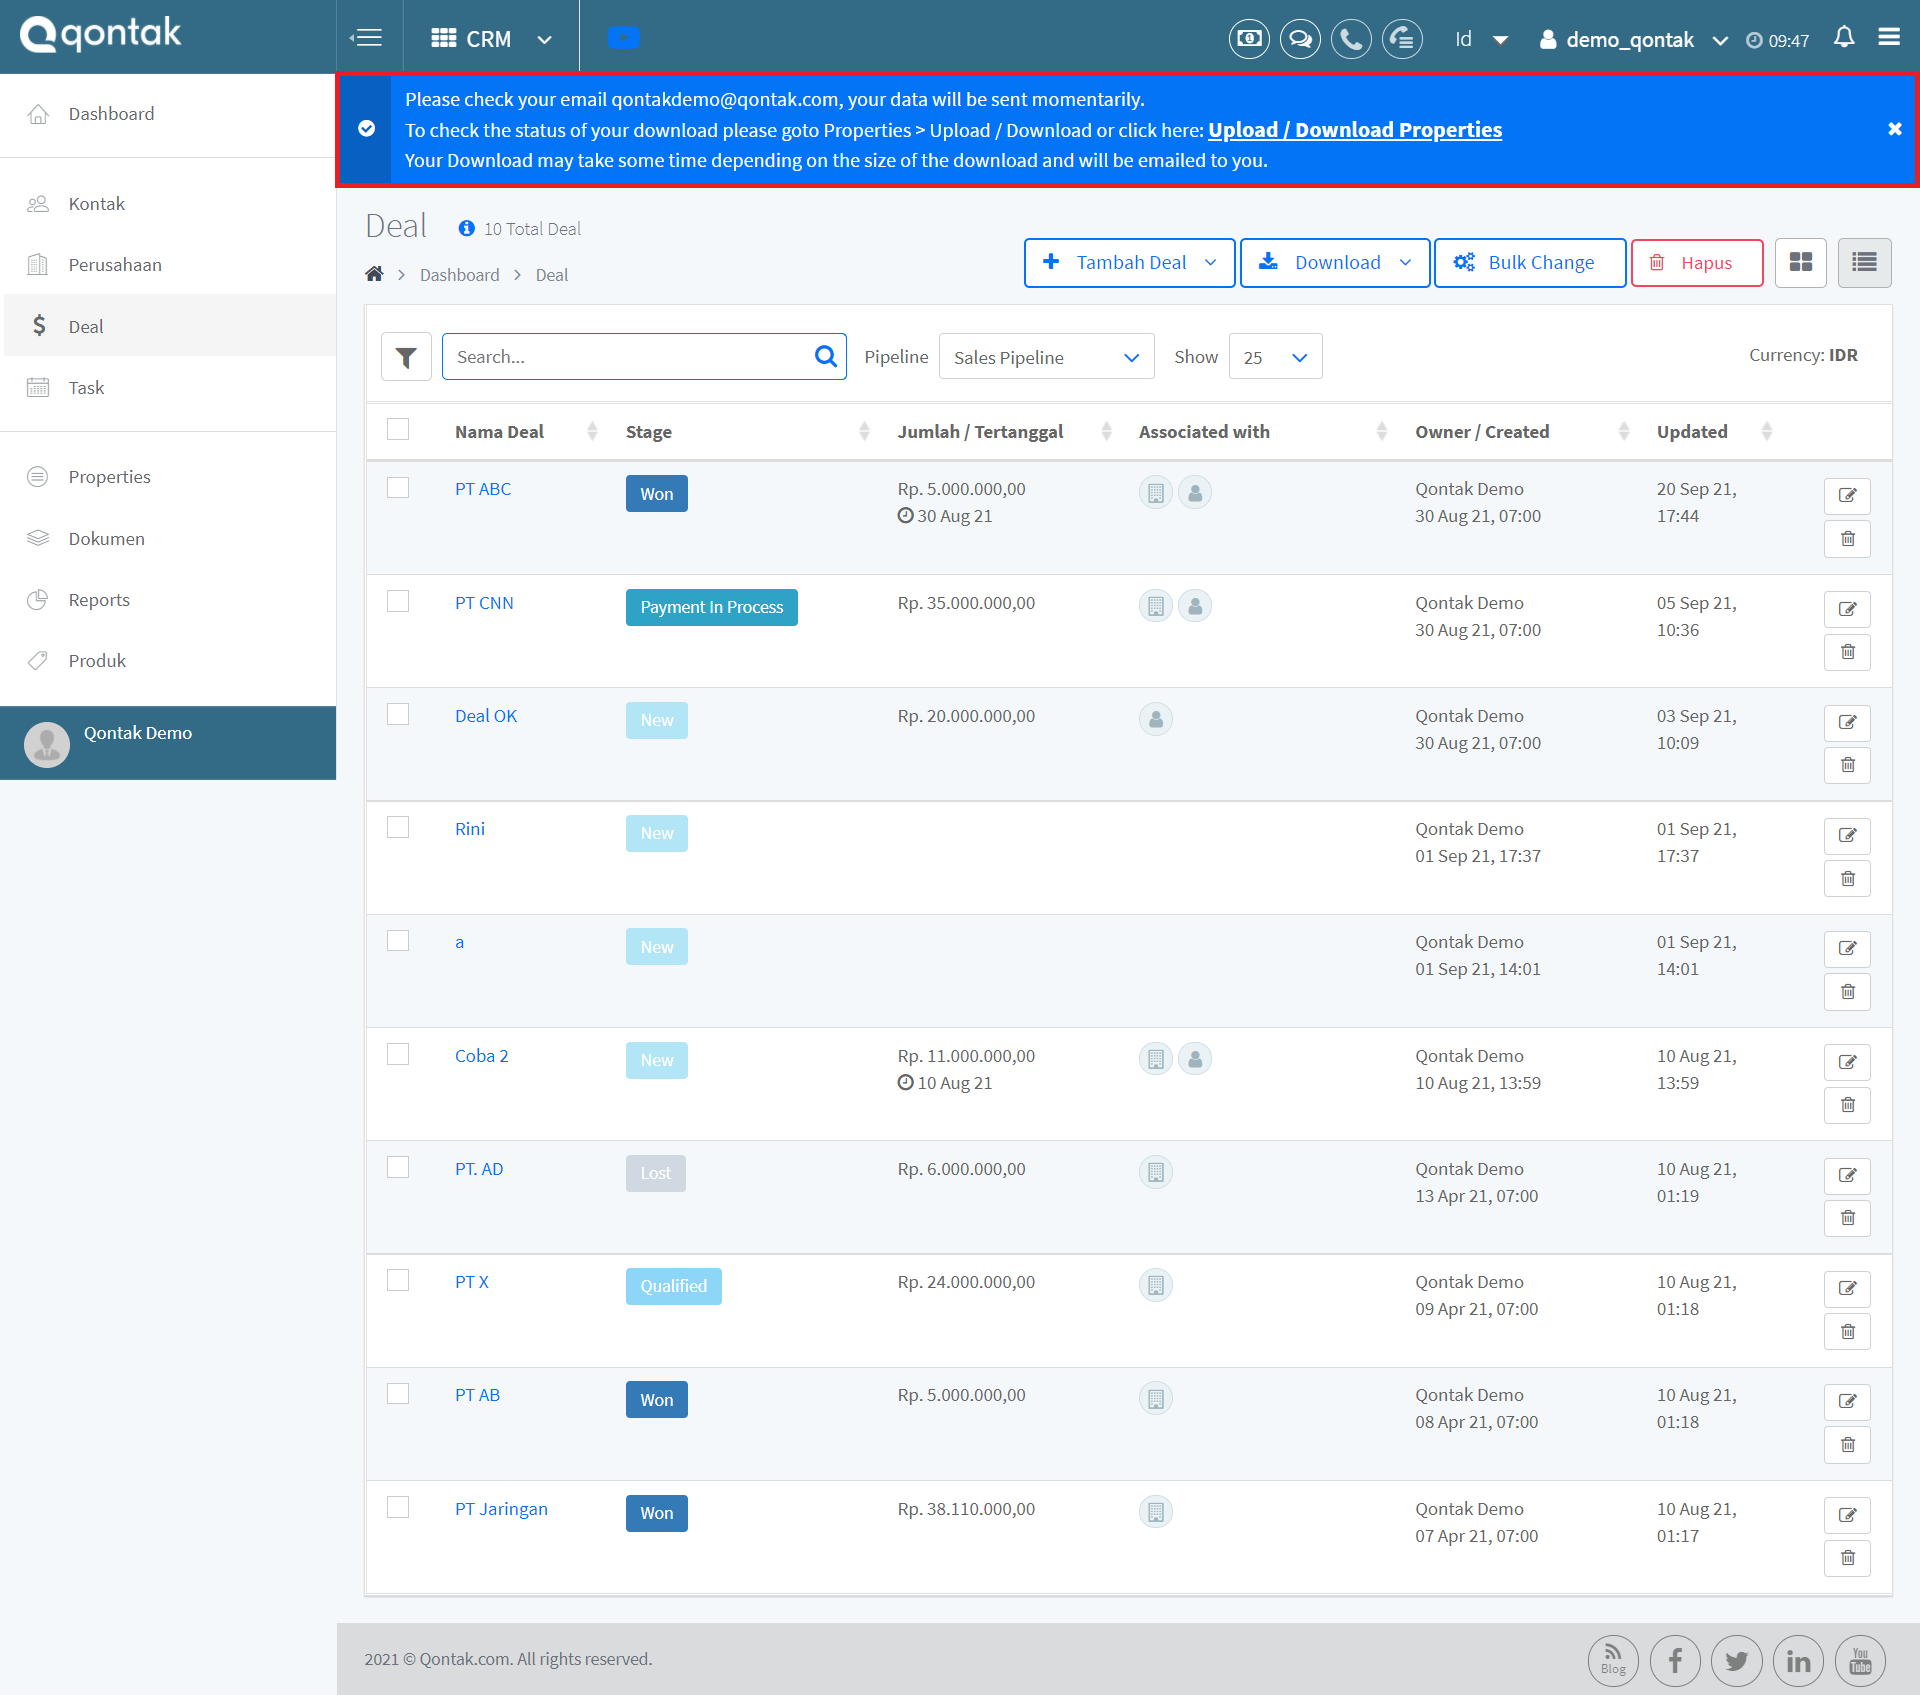 qontak
CRM
Id
demo_qontak
09:47
Please check your email qontakdemo@qontak.com, your data will be sent momentarily.
To check the status of your download please goto Properties > Upload / Download or click here: Upload / Download Properties
Your Download may take some time depending on the size of the download and will be emailed to you.
Dashboard
Kontak
Perusahaan
Deal
Task
Properties
Dokumen
Reports
Produk
Qontak Demo
Deal
10 Total Deal
Dashboard > Deal
Tambah Deal
Download
Bulk Change
Hapus
Search...
Pipeline
Sales Pipeline
Show
25
Currency: IDR
Nama Deal Stage Jumlah / Tertanggal Associated with Owner / Created Updated
PT ABC Won Rp. 5.000.000,00 Qontak Demo 20 Sep 21,
30 Aug 21 30 Aug 21, 07:00 17:44
PT CNN Payment In Process Rp. 35.000.000,00 Qontak Demo 05 Sep 21,
30 Aug 21, 07:00 10:36
Deal OK New Rp. 20.000.000,00 Qontak Demo 03 Sep 21,
30 Aug 21, 07:00 10:09
Rini New Qontak Demo 01 Sep 21,
01 Sep 21, 17:37 17:37
a New Qontak Demo 01 Sep 21,
01 Sep 21, 14:01 14:01
Coba 2 New Rp. 11.000.000,00 Qontak Demo 10 Aug 21,
10 Aug 21 10 Aug 21, 13:59 13:59
PT. AD Lost Rp. 6.000.000,00 Qontak Demo 10 Aug 21,
13 Apr 21, 07:00 01:19
PT X Qualified Rp. 24.000.000,00 Qontak Demo 10 Aug 21,
09 Apr 21, 07:00 01:18
PT AB Won Rp. 5.000.000,00 Qontak Demo 10 Aug 21,
08 Apr 21, 07:00 01:18
PT Jaringan Won Rp. 38.110.000,00 Qontak Demo 10 Aug 21,
07 Apr 21, 07:00 01:17
2021 © Qontak.com. All rights reserved.
Blog
You
Tube